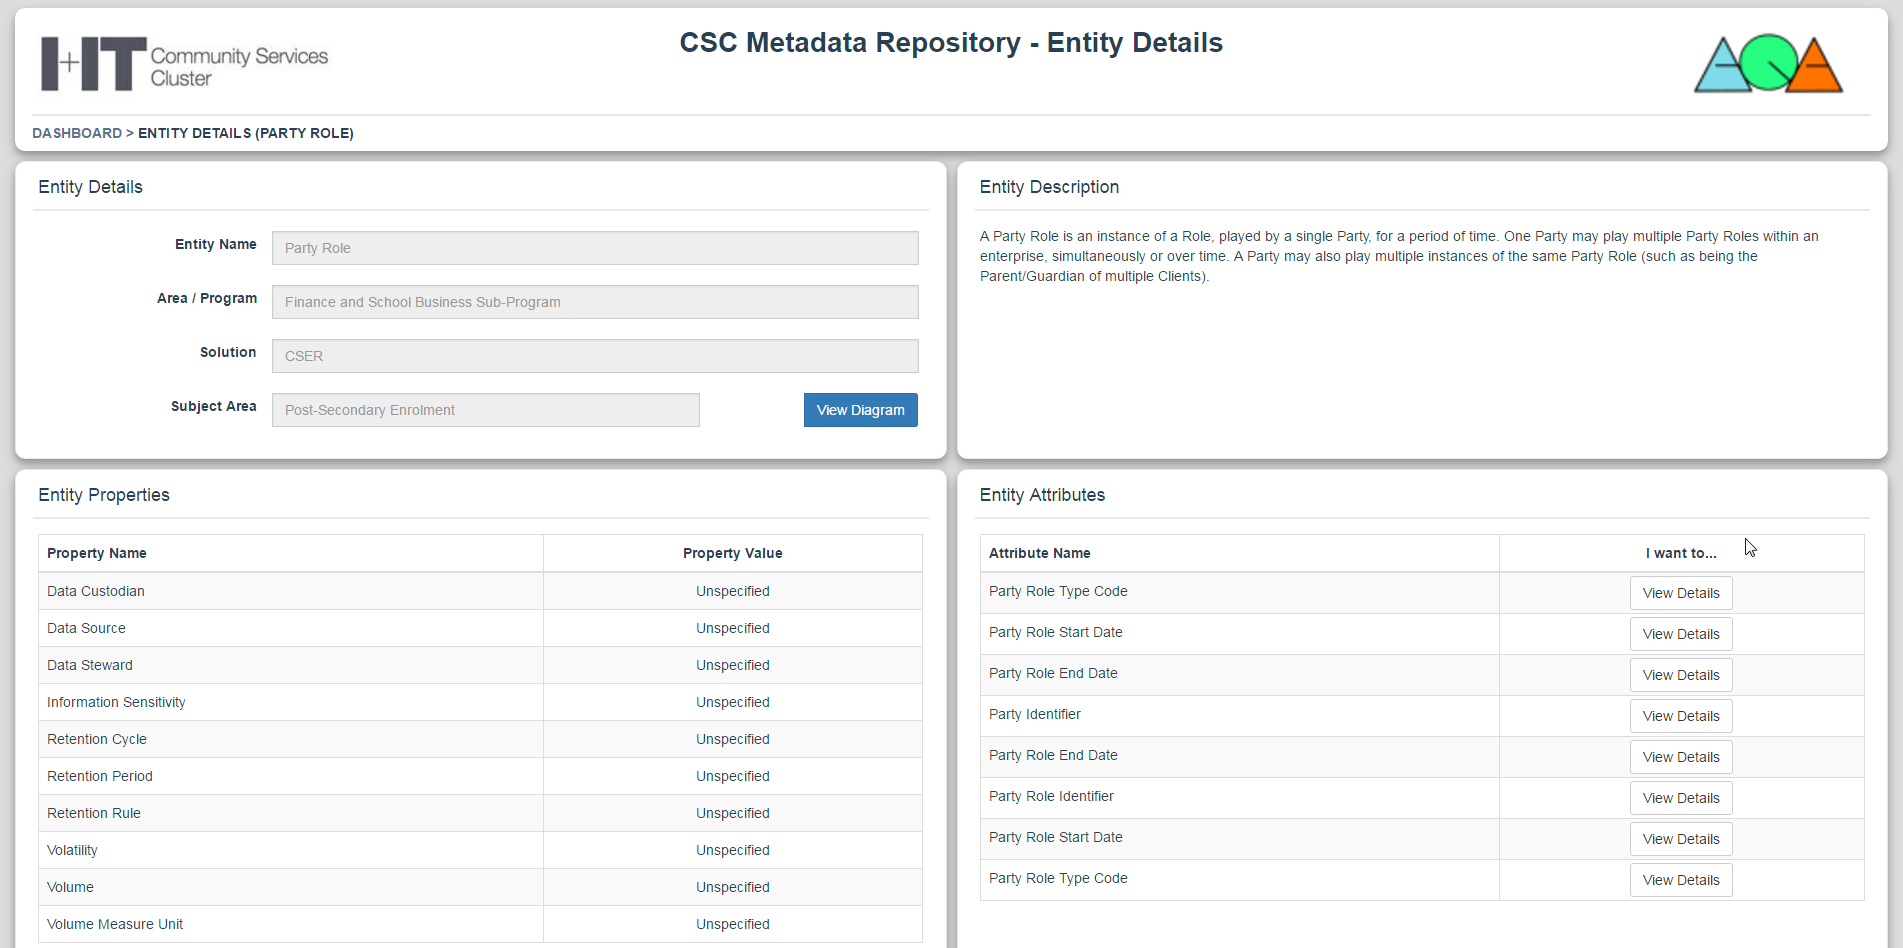 I+IT Community Services
Cluster
CSC Metadata Repository - Entity Details
AQA
DASHBOARD > ENTITY DETAILS (PARTY ROLE)
Entity Details
Entity Name Party Role
Area / Program Finance and School Business Sub-Program
Solution CSER
Subject Area Post-Secondary Enrolment View Diagram
Entity Description
A Party Role is an instance of a Role, played by a single Party, for a period of time. One Party may play multiple Party Roles within an
enterprise, simultaneously or over time. A Party may also play multiple instances of the same Party Role (such as being the
Parent/Guardian of multiple Clients).
Entity Properties
Property Name Property Value
Data Custodian Unspecified
Data Source Unspecified
Data Steward Unspecified
Information Sensitivity Unspecified
Retention Cycle Unspecified
Retention Period Unspecified
Retention Rule Unspecified
Volatility Unspecified
Volume Unspecified
Volume Measure Unit Unspecified
Entity Attributes
Attribute Name I want to...
Party Role Type Code View Details
Party Role Start Date View Details
Party Role End Date View Details
Party Identifier View Details
Party Role End Date View Details
Party Role Identifier View Details
Party Role Start Date View Details
Party Role Type Code View Details